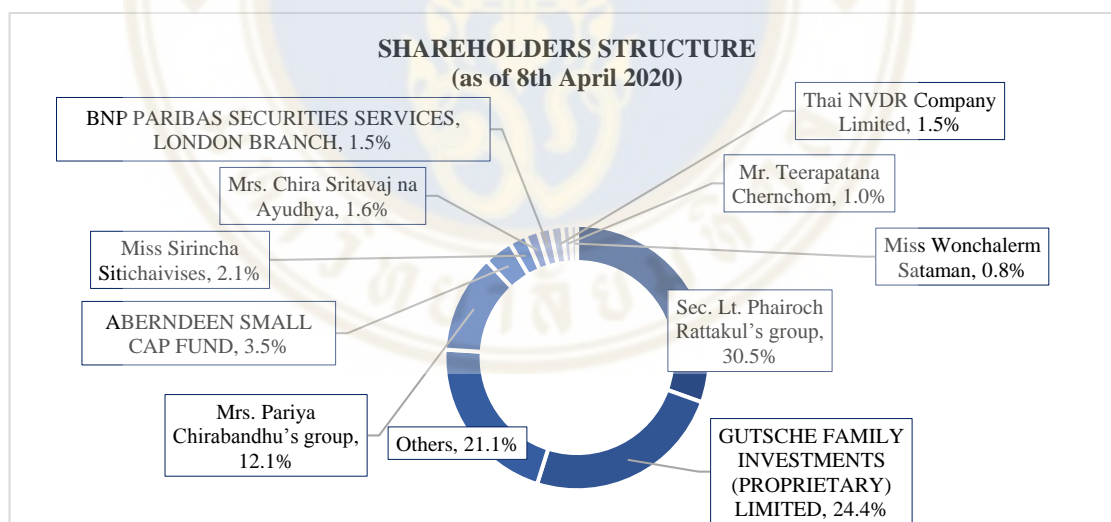 SHAREHOLDERS STRUCTURE
(as of 8th April 2020)
BNP PARIBAS SECURITIES SERVICES,
LONDON BRANCH, 1.5%
Thai NVDR Company
Limited, 1.5%
Mrs. Chira Sritavaj na
Ayudhya, 1.6%
Mr. Teerapatana
Chernchom, 1.0%
Miss Sirincha
Sitichaivises, 2.1%
Miss Wonchalerm
Sataman, 0.8%
ABERNDEEN SMALL
CAP FUND, 3.5%
Sec. Lt. Phairoch
Rattakul’s group,
30.5%
Mrs. Pariya
Chirabandhu’s group,
12.1%
Others, 21.1%
GUTSCHE FAMILY
INVESTMENTS
(PROPRIETARY)
LIMITED, 24.4%